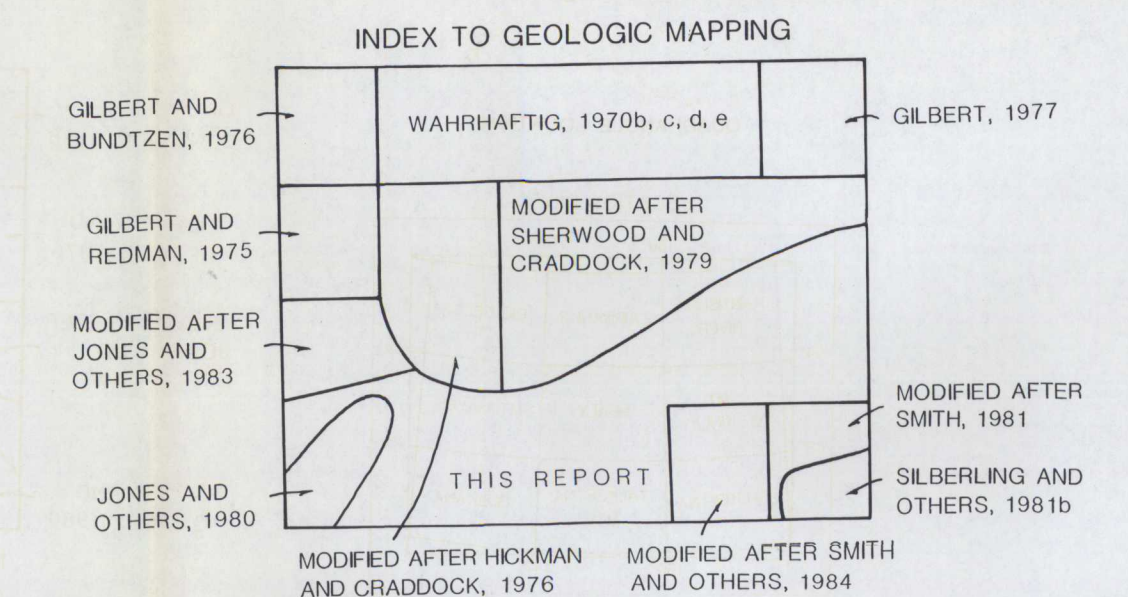 INDEX TO GEOLOGIC MAPPING
GILBERT AND
BUNDTZEN, 1976
WAHRHAFTIG, 1970b, c, d, e
GILBERT, 1977
GILBERT AND
REDMAN, 1975
MODIFIED AFTER
SHERWOOD AND
CRADDOCK, 1979
MODIFIED AFTER
JONES AND
OTHERS, 1983
MODIFIED AFTER
SMITH, 1981
THIS REPORT
SILBERLING AND
OTHERS, 1981b
JONES AND
OTHERS, 1980
MODIFIED AFTER HICKMAN
AND CRADDOCK, 1976
MODIFIED AFTER SMITH
AND OTHERS, 1984